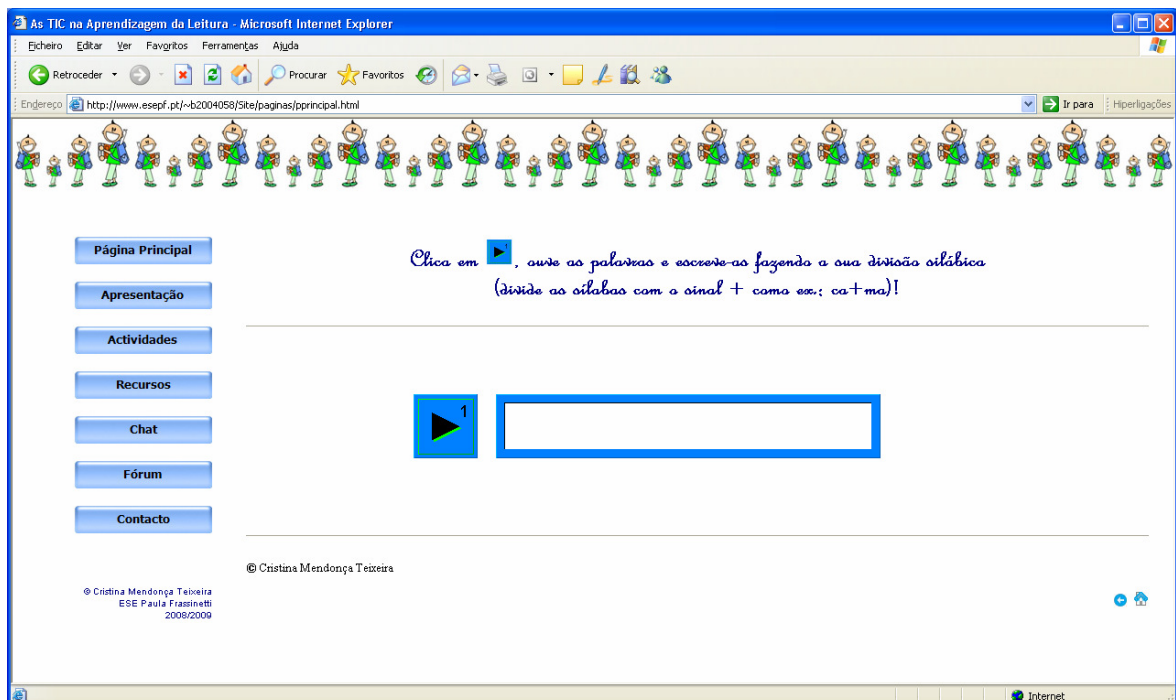 As TIC na Aprendizagem da Leitura - Microsoft Internet Explorer
Ficheiro Editar Ver Favoritos Ferramentas Ajuda
Retroceder Procurar Favoritos
Endereço http://www.esepf.pt/~b2004058/Site/paginas/pprincipal.html Ir para Hiperligações
Página Principal
Apresentação
Actividades
Recursos
Chat
Fórum
Contacto
© Cristina Mendonça Teixeira
ESE Paula Frassinetti
2008/2009
Clica em 1, ouve as palavras e escreve-as fazendo a sua divisão silábica
(divide as sílabas com o sinal + como ex.: ca+ma)!
1
© Cristina Mendonça Teixeira
Internet